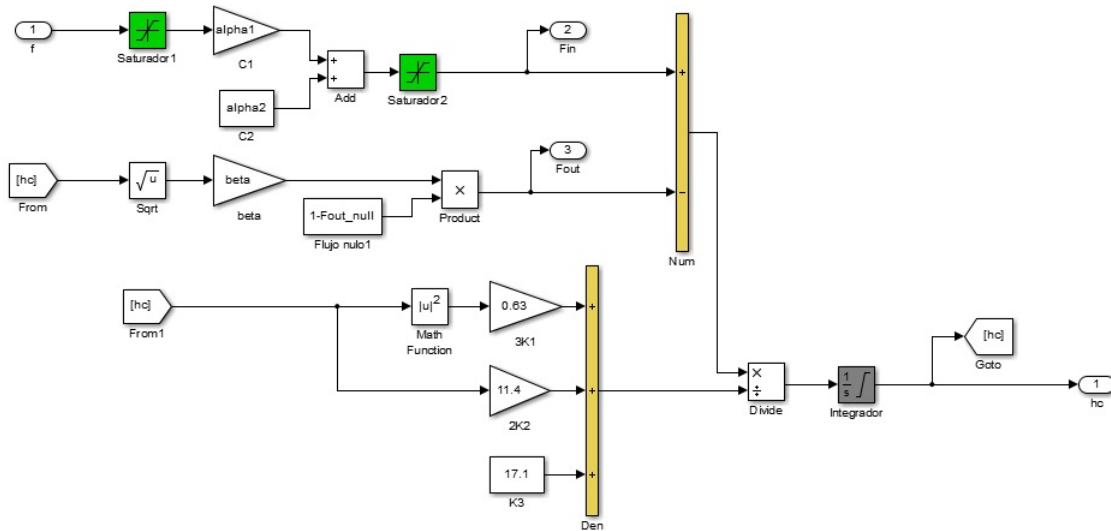 1
f
Saturador1
alpha1
C1
alpha2
C2
+
+
Add
Saturador2
2
Fin
[hc]
From
√u
Sqrt
beta
beta
1-Fout_null
Flujo nulo1
×
Product
3
Fout
+
−
Num
[hc]
From1
|u|²
Math
Function
0.63
3K1
11.4
2K2
17.1
K3
+
+
+
Den
×
÷
Divide
1
s
Integrador
[hc]
Goto
1
hc